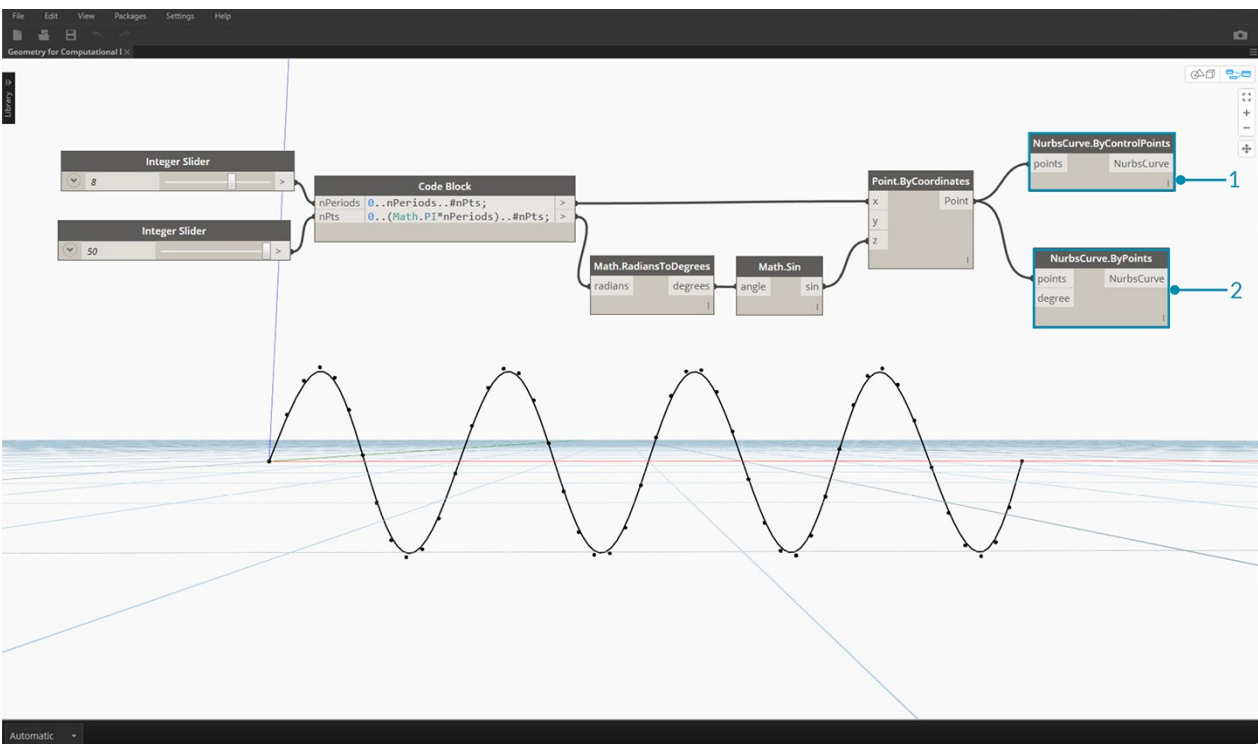 File Edit View Packages Settings Help
Geometry for Computational I
Library
Integer Slider
8
>
Integer Slider
50
>
Code Block
nPeriods 0..nPeriods..#nPts; >
nPts 0..(Math.PI*nPeriods)..#nPts; >
Math.RadiansToDegrees
radians degrees
Math.Sin
angle sin
Point.ByCoordinates
x Point
y
z
NurbsCurve.ByControlPoints
points NurbsCurve
1
NurbsCurve.ByPoints
points NurbsCurve
degree
2
Automatic